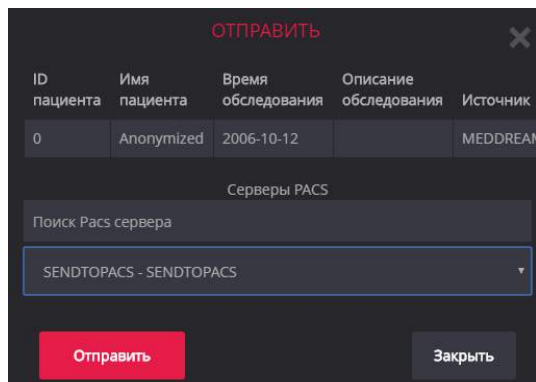 ОТПРАВИТЬ
ID пациента Имя пациента Время обследования Описание обследования Источник
0 Anonymized 2006-10-12 MEDDREAM
Серверы PACS
Поиск Pacs сервера
SENDTOPACS - SENDTOPACS
Отправить Закрыть